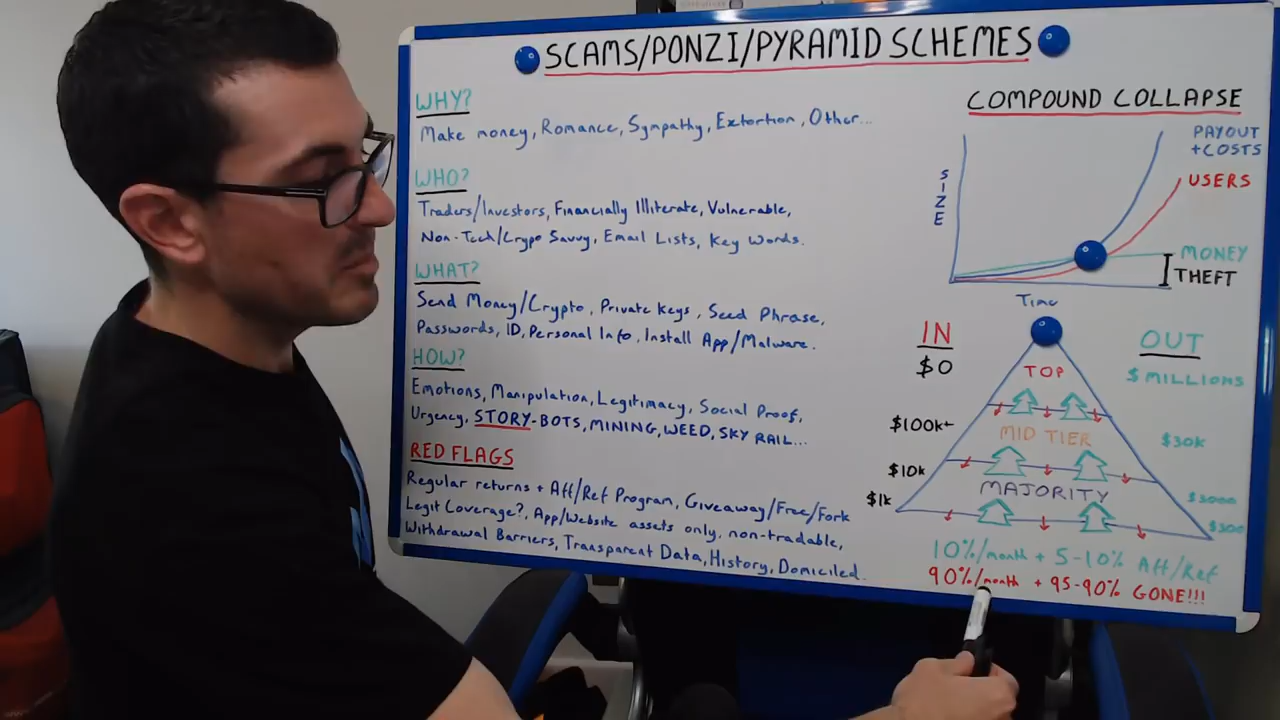 SCAMS/PONZI/PYRAMID SCHEMES
WHY?
Make money, Romance, Sympathy, Extortion, Other...
WHO?
Traders/Investors, Financially Illiterate, Vulnerable,
Non-Tech/Crypo Savvy, Email Lists, Key Words.
WHAT?
Send Money/Crypto, Private Keys, Seed Phrase,
Passwords, ID, Personal Info, Install App/Malware.
HOW?
Emotions, Manipulation, Legitimacy, Social Proof,
Urgency, STORY-BOTS, MINING, WEED, SKY RAIL...
RED FLAGS
Regular returns + Aff/Ref Program, Giveaway/Free/Fork
Legit Coverage?, App/Website assets only, non-tradable,
Withdrawal Barriers, Transparent Data, History, Domiciled.
COMPOUND COLLAPSE
PAYOUT
+COSTS
USERS
SIZE
MONEY
THEFT
Time
IN
OUT
$0
TOP
$MILLIONS
$100k+
MID TIER
$30k
$10k
MAJORITY
$1k
$3000
$300
10%/month + 5-10% Aff/Ref
90%/month + 95-90% GONE!!!